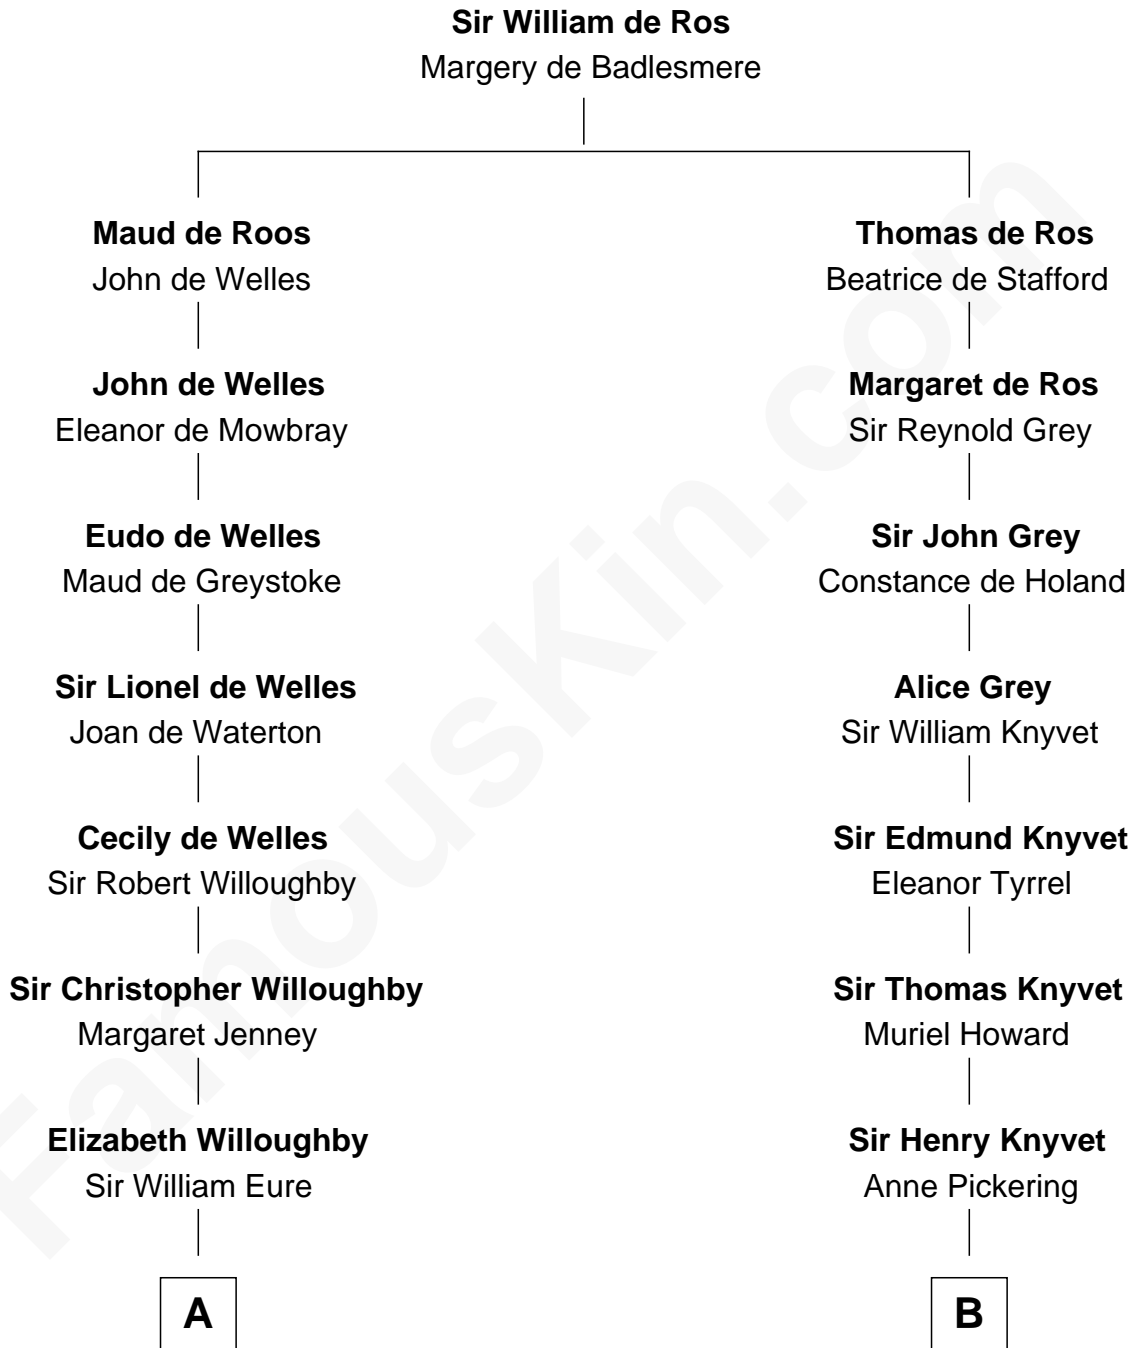 Sir William de Ros
Margery de Badlesmere
Maud de Roos
John de Welles
Thomas de Ros
Beatrice de Stafford
John de Welles
Eleanor de Mowbray
Margaret de Ros
Sir Reynold Grey
Eudo de Welles
Maud de Greystoke
Sir John Grey
Constance de Holand
Sir Lionel de Welles
Joan de Waterton
Alice Grey
Sir William Knyvet
Cecily de Welles
Sir Robert Willoughby
Sir Edmund Knyvet
Eleanor Tyrrel
Sir Christopher Willoughby
Margaret Jenney
Sir Thomas Knyvet
Muriel Howard
Elizabeth Willoughby
Sir William Eure
Sir Henry Knyvet
Anne Pickering
A
B
FamousKin.com